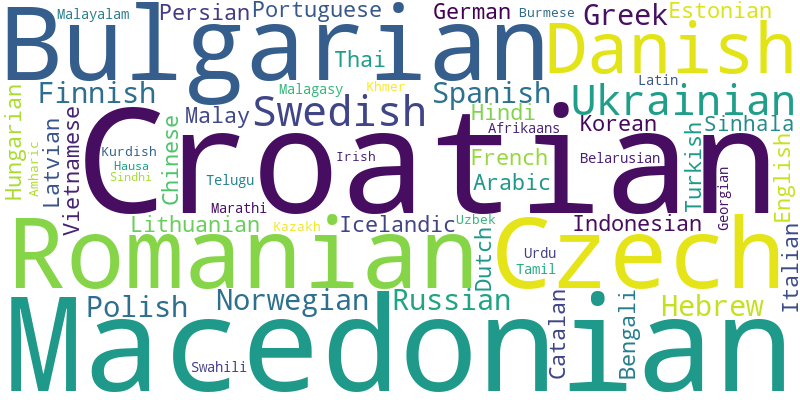 Malayalam
Persian
Portuguese
German
Burmese
Greek
Estonian
Bulgarian
Danish
Thai
Latin
Finnish
Malagasy
Khmer
Spanish
Ukrainian
Hungarian
Amharic
Latvian
Vietnamese
Chinese
Malay
Swedish
Hindi
Afrikaans
Korean
Sinhala
Croatian
Kurdish
Hausa
Sindhi
Irish
French
Belarusian
Turkish
Georgian
English
Telugu
Arabic
Marathi
Lithuanian
Kazakh
Icelandic
Uzbek
Indonesian
Romanian
Dutch
Czech
Urdu
Tamil
Italian
Polish
Norwegian
Russian
Catalan
Bengali
Hebrew
Macedonian
Swahili